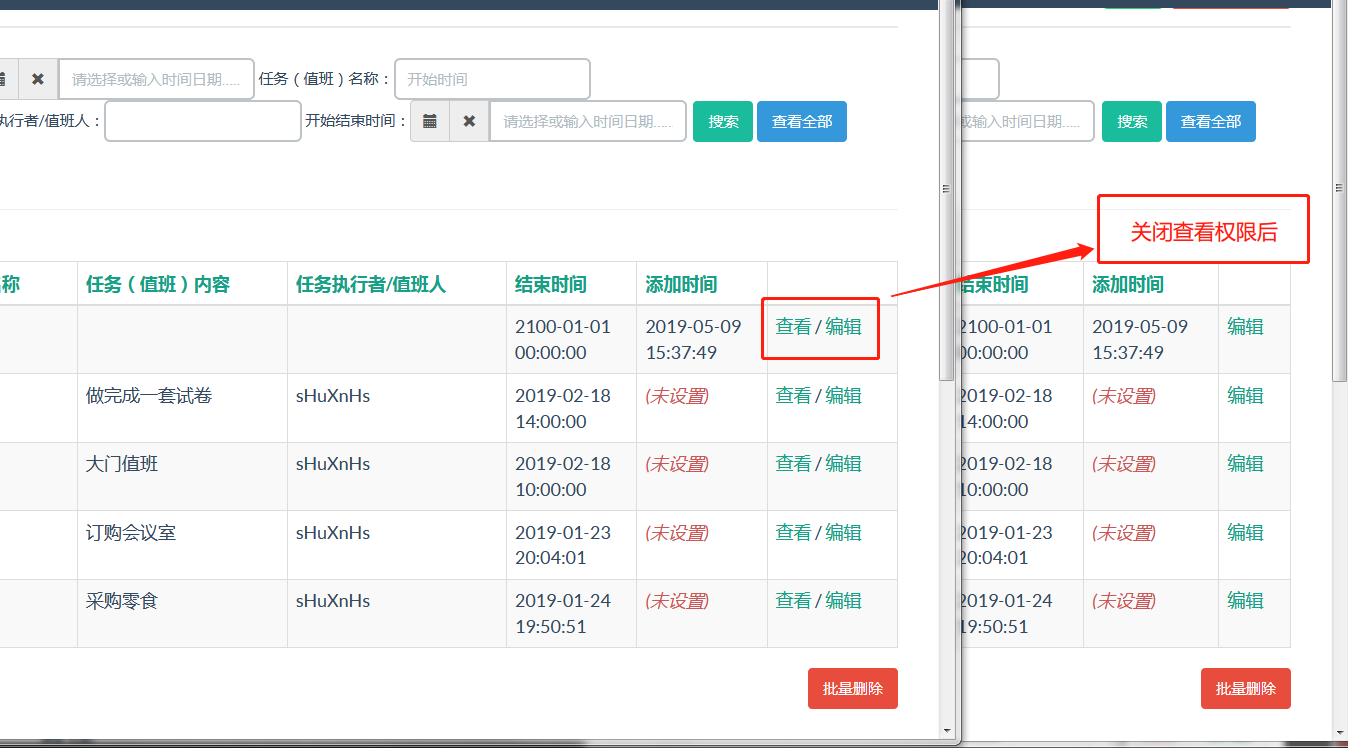 请选择或输入时间日期..... 任务（值班）名称： 开始时间
执行者/值班人： 开始结束时间： 请选择或输入时间日期..... 搜索 查看全部
或输入时间日期..... 搜索 查看全部
关闭查看权限后
称 任务（值班）内容 任务执行者/值班人 结束时间 添加时间
2100-01-01 00:00:00 2019-05-09 15:37:49 查看 / 编辑
做完成一套试卷 sHuXnHs 2019-02-18 14:00:00 (未设置) 查看 / 编辑
大门值班 sHuXnHs 2019-02-18 10:00:00 (未设置) 查看 / 编辑
订购会议室 sHuXnHs 2019-01-23 20:04:01 (未设置) 查看 / 编辑
采购零食 sHuXnHs 2019-01-24 19:50:51 (未设置) 查看 / 编辑
批量删除
结束时间 添加时间
2100-01-01 00:00:00 2019-05-09 15:37:49 编辑
2019-02-18 14:00:00 (未设置) 编辑
2019-02-18 10:00:00 (未设置) 编辑
2019-01-23 20:04:01 (未设置) 编辑
2019-01-24 19:50:51 (未设置) 编辑
批量删除